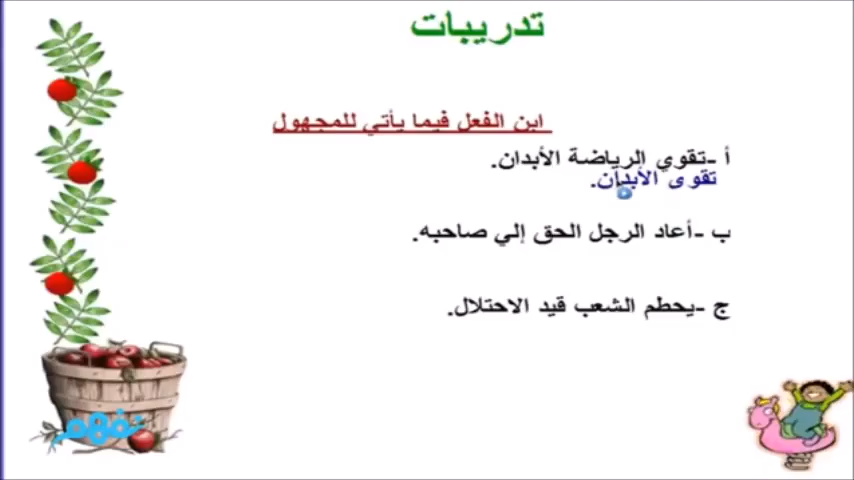 تدريبات
ابن الفعل فيما يأتي للمجهول
أ -تقوي الرياضة الأبدان.
تقوى الأبدان.
ب -أعاد الرجل الحق إلي صاحبه.
ج -يحطم الشعب قيد الاحتلال.
نفهم